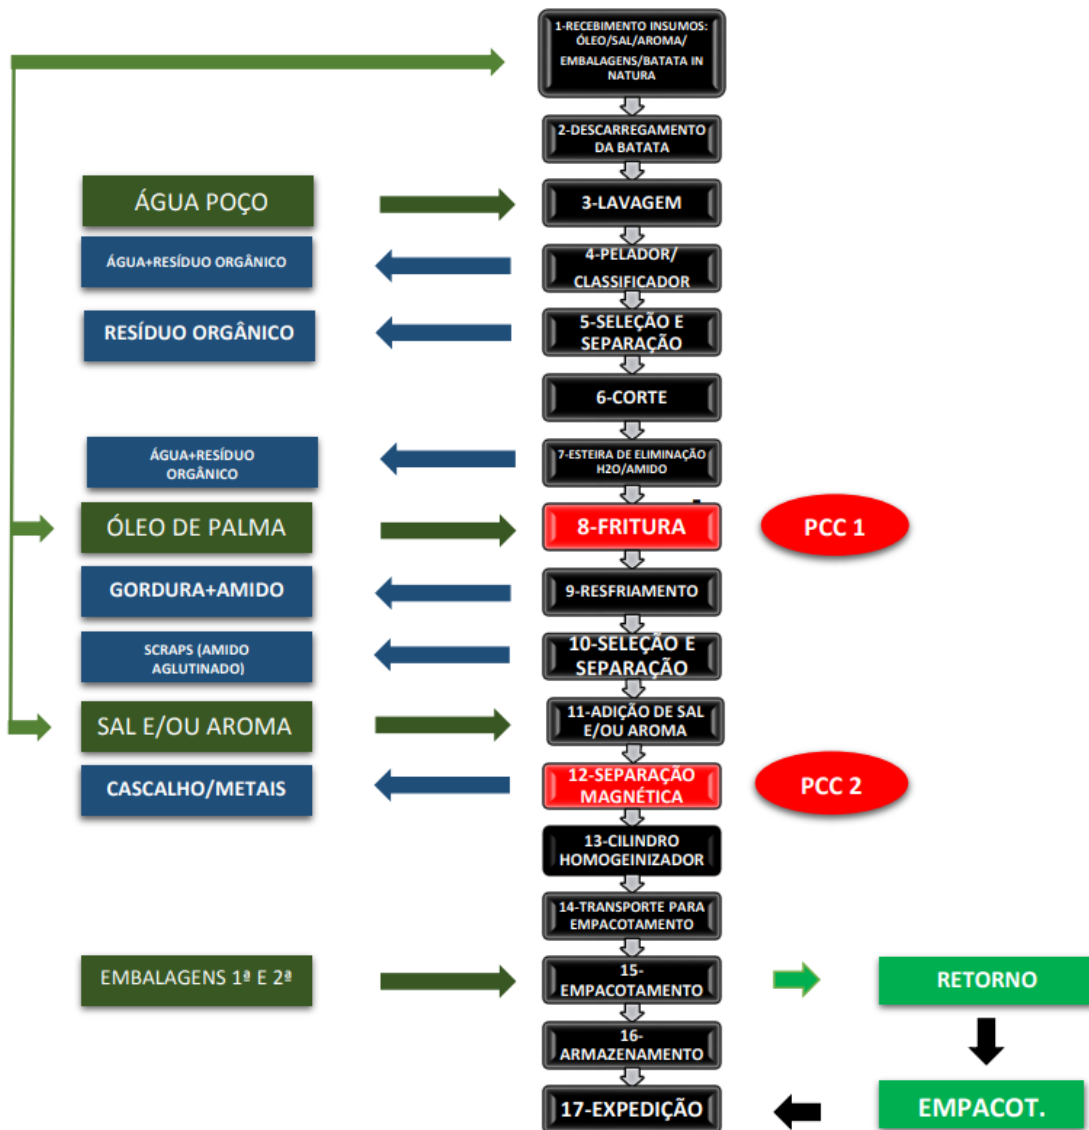 1-RECEBIMENTO INSUMOS:
ÓLEO/SAL/AROMA/
EMBALAGENS/BATATA IN
NATURA
2-DESCARREGAMENTO
DA BATATA
ÁGUA POÇO
3-LAVAGEM
ÁGUA+RESÍDUO ORGÂNICO
4-PELADOR/
CLASSIFICADOR
RESÍDUO ORGÂNICO
5-SELEÇÃO E
SEPARAÇÃO
6-CORTE
ÁGUA+RESÍDUO
ORGÂNICO
7-ESTEIRA DE ELIMINAÇÃO
H2O/AMIDO
ÓLEO DE PALMA
8-FRITURA
PCC 1
GORDURA+AMIDO
9-RESFRIAMENTO
SCRAPS (AMIDO
AGLUTINADO)
10-SELEÇÃO E
SEPARAÇÃO
SAL E/OU AROMA
11-ADIÇÃO DE SAL
E/OU AROMA
CASCALHO/METAIS
12-SEPARAÇÃO
MAGNÉTICA
PCC 2
13-CILINDRO
HOMOGEINIZADOR
14-TRANSPORTE PARA
EMPACOTAMENTO
EMBALAGENS 1ª E 2ª
15-
EMPACOTAMENTO
RETORNO
16-
ARMAZENAMENTO
17-EXPEDIÇÃO
EMPACOT.